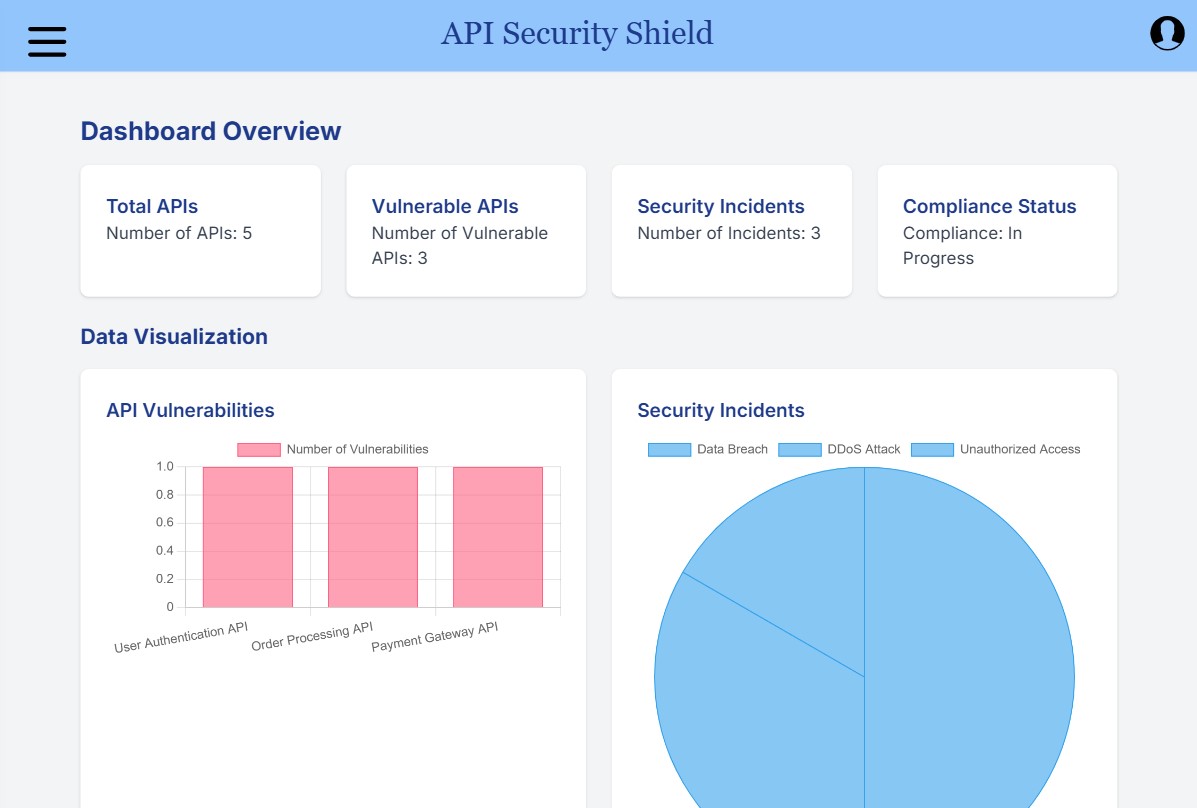 API Security Shield
Dashboard Overview
Total APIs
Number of APIs: 5
Vulnerable APIs
Number of Vulnerable
APIs: 3
Security Incidents
Number of Incidents: 3
Compliance Status
Compliance: In
Progress
Data Visualization
API Vulnerabilities
Number of Vulnerabilities
1.0
0.8
0.6
0.4
0.2
0
User Authentication API
Order Processing API
Payment Gateway API
Security Incidents
Data Breach
DDoS Attack
Unauthorized Access